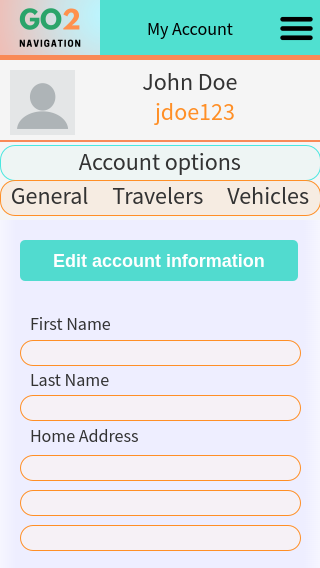 GO2
NAVIGATION
My Account
John Doe
jdoe123
Account options
General Travelers Vehicles
Edit account information
First Name
Last Name
Home Address